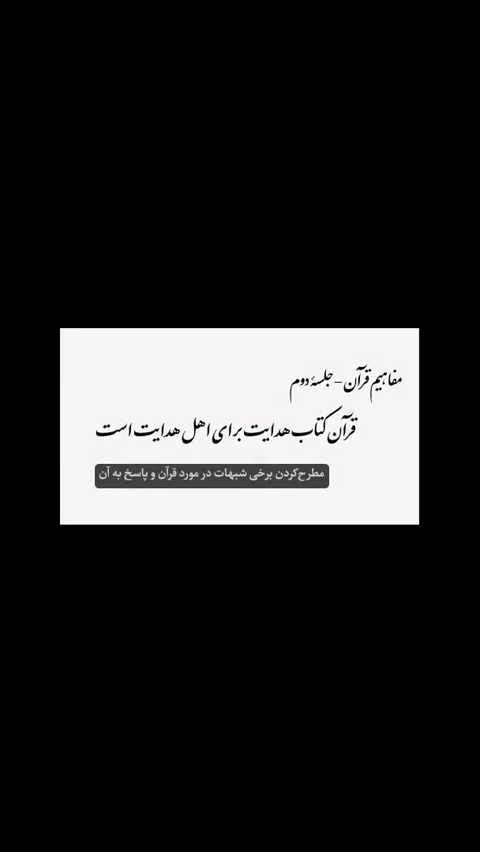 مفاهیم قرآن - جلسهٔ دوم
قرآن کتاب هدایت برای اهل هدایت است
مطرح‌کردن برخی شبهات در مورد قرآن و پاسخ به آن